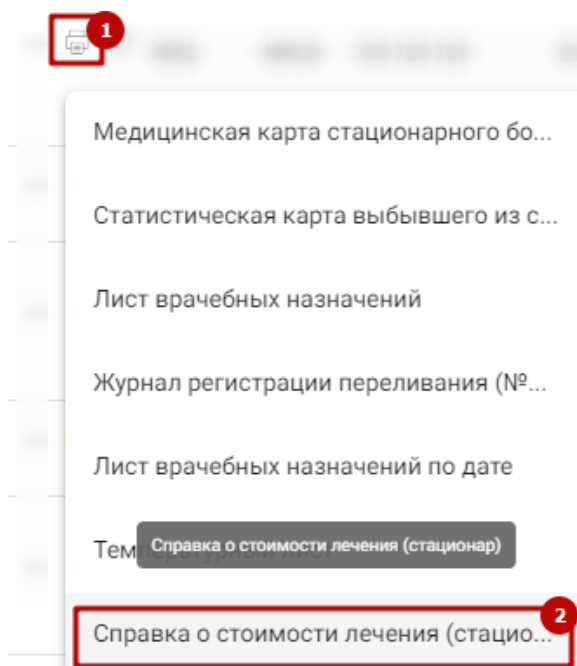 1
Медицинская карта стационарного бо...
Статистическая карта выбывшего из с...
Лист врачебных назначений
Журнал регистрации переливания (№...
Лист врачебных назначений по дате
Справка о стоимости лечения (стационар)
2
Справка о стоимости лечения (стацио...